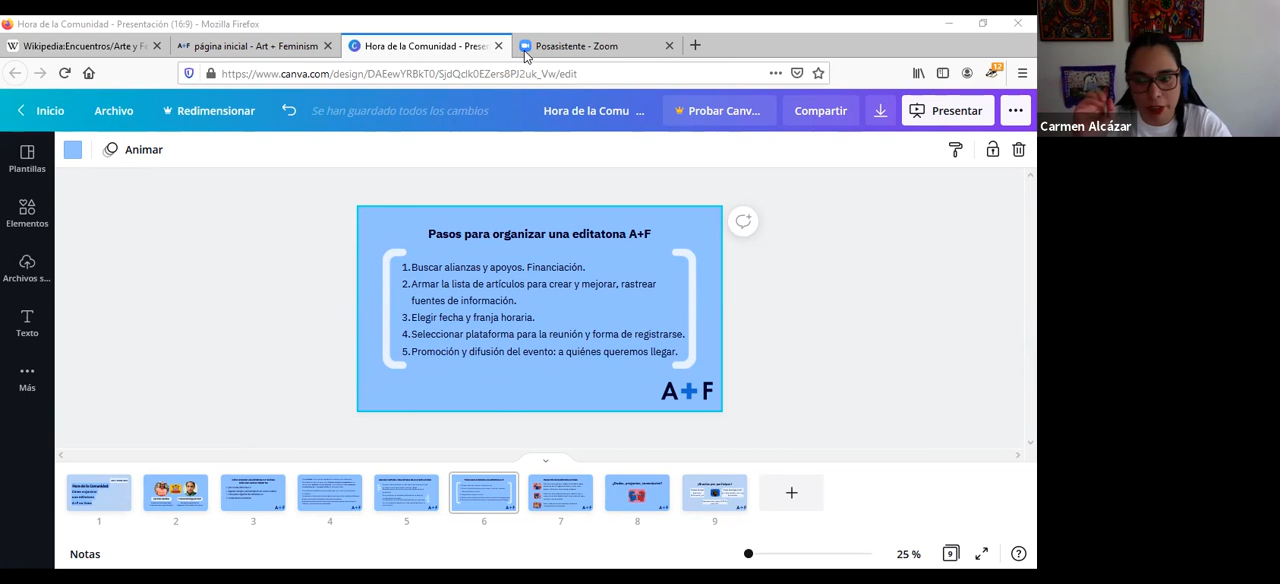 Hora de la Comunidad - Presentación (16:9) - Mozilla Firefox
Wikipedia:Encuentros/Arte y Fe
A+F página inicial - Art + Feminism
Hora de la Comunidad - Presen
Posasistente - Zoom
https://www.canva.com/design/DAEewYRBkT0/SjdQdk0EZers8PJ2uk_Vw/edit
12
Inicio
Archivo
Redimensionar
Se han guardado todos los cambios
Hora de la Comu ...
Probar Canv...
Compartir
Presentar
Carmen Alcázar
Animar
Plantillas
Elementos
Archivos s...
Texto
Más
Pasos para organizar una editatona A+F
1. Buscar alianzas y apoyos. Financiación.
2. Armar la lista de artículos para crear y mejorar, rastrear
fuentes de información.
3. Elegir fecha y franja horaria.
4. Seleccionar plataforma para la reunión y forma de registrarse.
5. Promoción y difusión del evento: a quiénes queremos llegar.
A+F
1 2 3 4 5 6 7 8 9
Notas
25 %
9